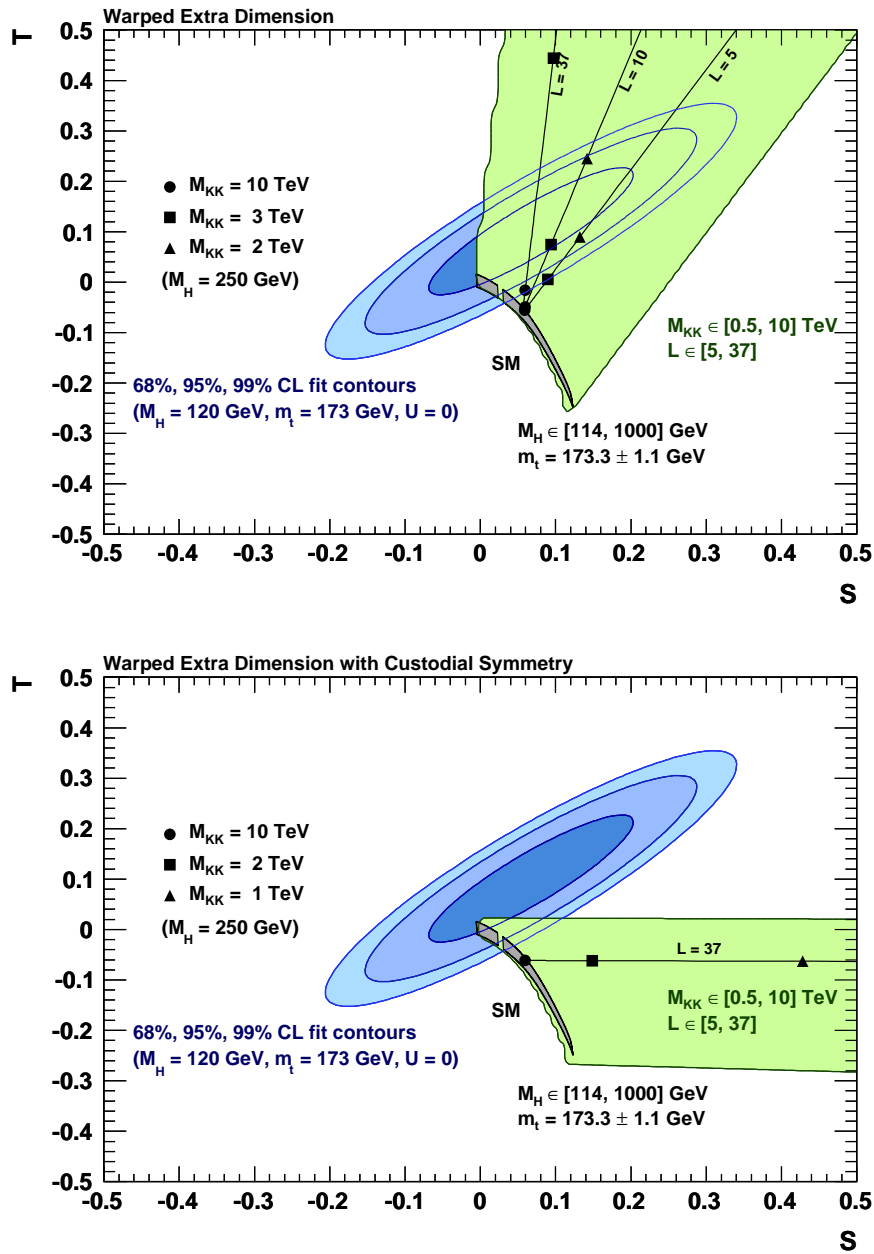 Warped Extra Dimension
T
0.5
0.4
0.3
0.2
0.1
0
-0.1
-0.2
-0.3
-0.4
-0.5
L = 37
L = 10
L = 5
M_KK = 10 TeV
M_KK = 3 TeV
M_KK = 2 TeV
(M_H = 250 GeV)
M_KK ∈ [0.5, 10] TeV
L ∈ [5, 37]
SM
68%, 95%, 99% CL fit contours
(M_H = 120 GeV, m_t = 173 GeV, U = 0)
M_H ∈ [114, 1000] GeV
m_t = 173.3 ± 1.1 GeV
-0.5 -0.4 -0.3 -0.2 -0.1 0 0.1 0.2 0.3 0.4 0.5
S
Warped Extra Dimension with Custodial Symmetry
T
0.5
0.4
0.3
0.2
0.1
0
-0.1
-0.2
-0.3
-0.4
-0.5
M_KK = 10 TeV
M_KK = 2 TeV
M_KK = 1 TeV
(M_H = 250 GeV)
L = 37
M_KK ∈ [0.5, 10] TeV
L ∈ [5, 37]
SM
68%, 95%, 99% CL fit contours
(M_H = 120 GeV, m_t = 173 GeV, U = 0)
M_H ∈ [114, 1000] GeV
m_t = 173.3 ± 1.1 GeV
-0.5 -0.4 -0.3 -0.2 -0.1 0 0.1 0.2 0.3 0.4 0.5
S